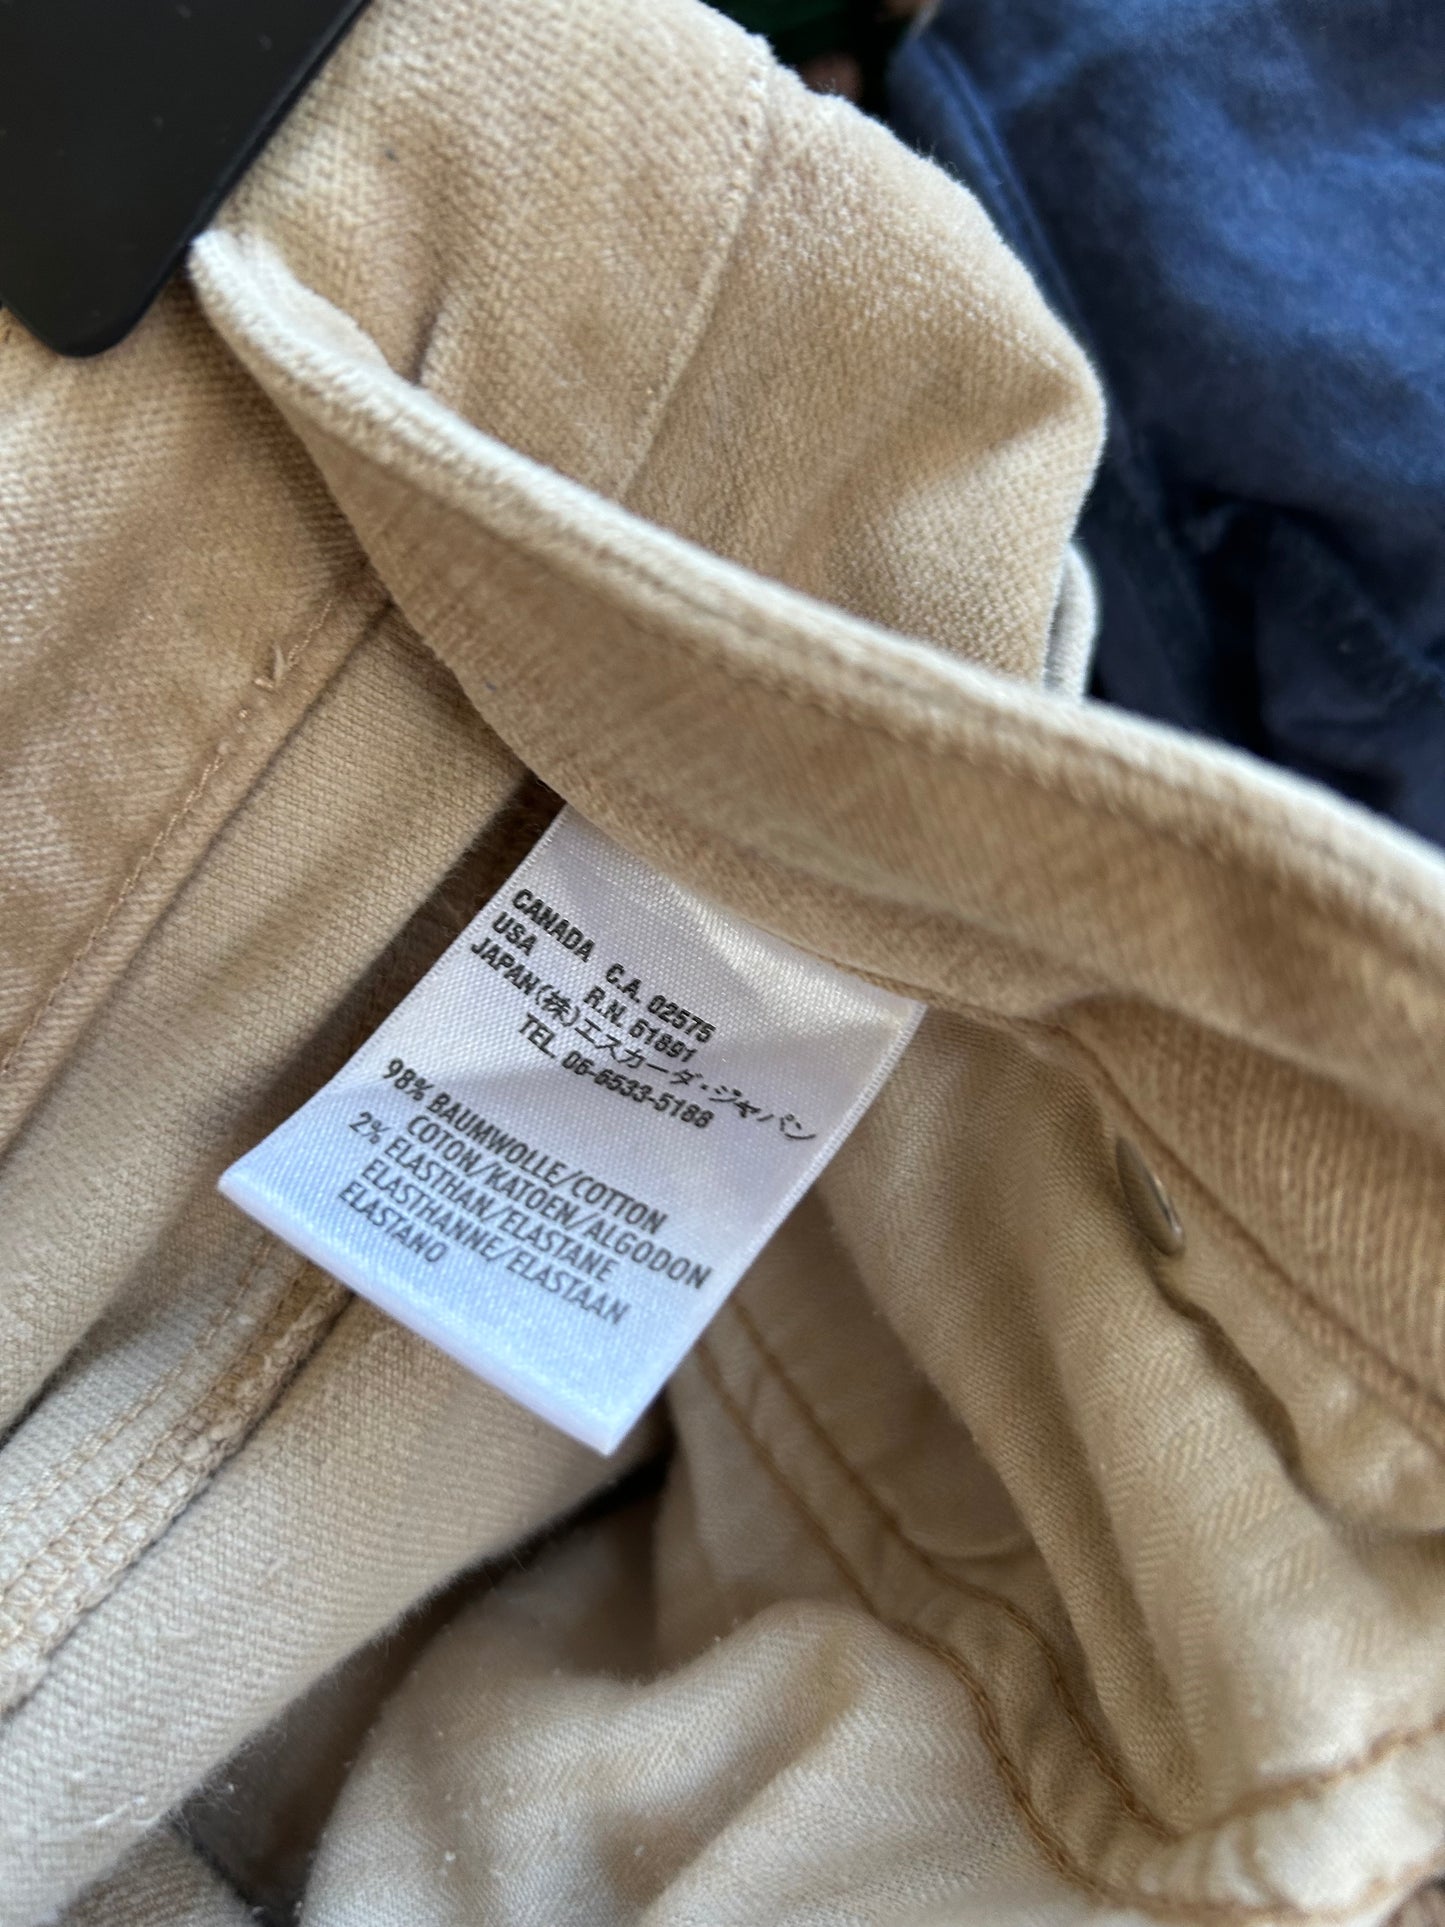 CANADA C.A. 02575
USA R.N. 61891
JAPAN(株)エスカーダ・ジャパン
TEL. 06-6533-5188
98% BAUMWOLLE/COTTON
COTON/KATOEN/ALGODON
2% ELASTHAN/ELASTANE
ELASTHANNE/ELASTAAN
ELASTANO